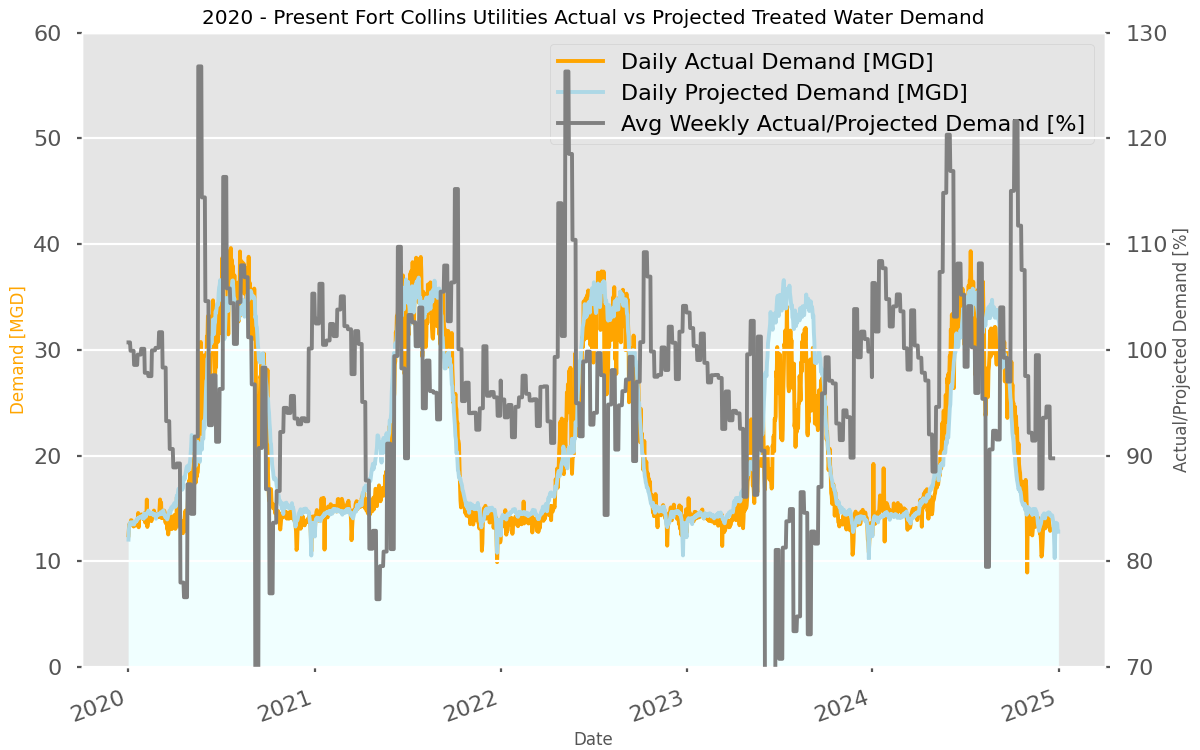 2020 - Present Fort Collins Utilities Actual vs Projected Treated Water Demand
Daily Actual Demand [MGD]
Daily Projected Demand [MGD]
Avg Weekly Actual/Projected Demand [%]
60
50
40
30
20
10
0
Demand [MGD]
130
120
110
100
90
80
70
Actual/Projected Demand [%]
2020
2021
2022
2023
2024
2025
Date